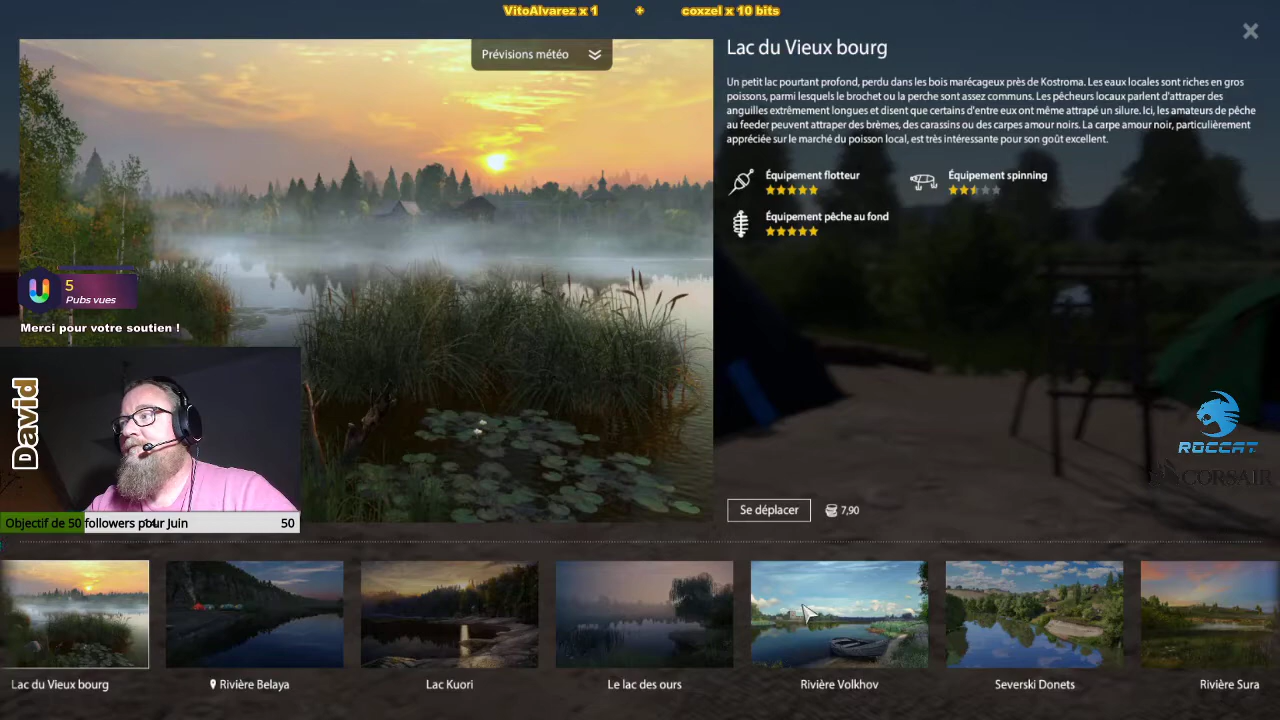 VitoAlvarez x 1 + coxzel x 10 bits
Prévisions météo
Lac du Vieux bourg
Un petit lac pourtant profond, perdu dans les bois marécageux près de Kostroma. Les eaux locales sont riches en gros
poissons, parmi lesquels le brochet ou la perche sont assez communs. Les pêcheurs locaux parlent d'attraper des
anguilles extrêmement longues et disent que certains d'entre eux ont même attrapé un silure. Ici, les amateurs de pêche
au feeder peuvent attraper des brèmes, des carassins ou des carpes amour noirs. La carpe amour noir, particulièrement
appréciée sur le marché du poisson local, est très intéressante pour son goût excellent.
Équipement flotteur
Équipement spinning
Équipement pêche au fond
5
Pubs vues
Merci pour votre soutien !
David
Objectif de 50 followers pour Juin 50
ROCCAT
CORSAIR
Se déplacer 7,90
Lac du Vieux bourg
Rivière Belaya
Lac Kuori
Le lac des ours
Rivière Volkhov
Severski Donets
Rivière Sura